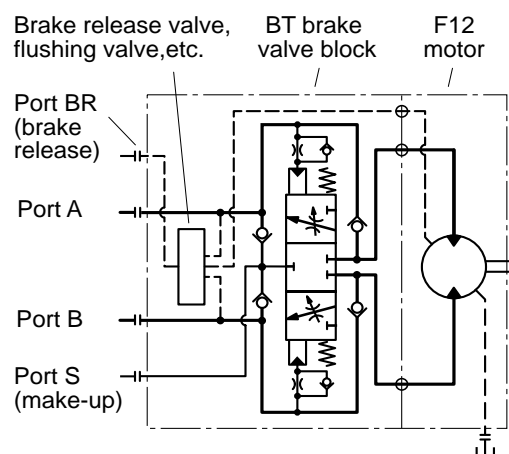 Brake release valve,
flushing valve,etc.
BT brake
valve block
F12
motor
Port BR
(brake
release)
Port A
Port B
Port S
(make-up)